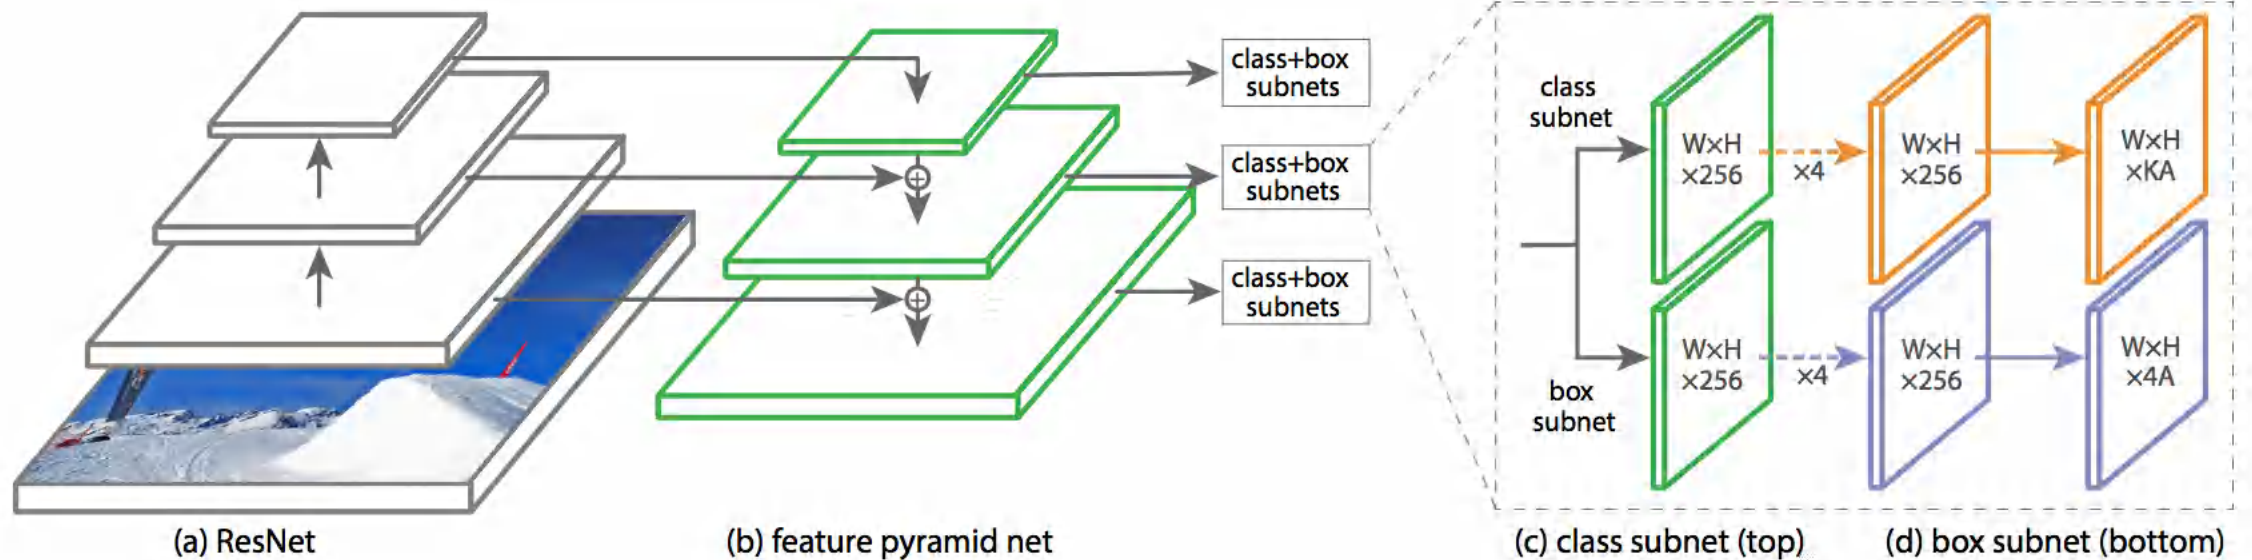 class+box
subnets
class+box
subnets
class+box
subnets
class
subnet
W×H
×256
×4
W×H
×256
W×H
×KA
box
subnet
W×H
×256
×4
W×H
×256
W×H
×4A
(a) ResNet
(b) feature pyramid net
(c) class subnet (top)
(d) box subnet (bottom)